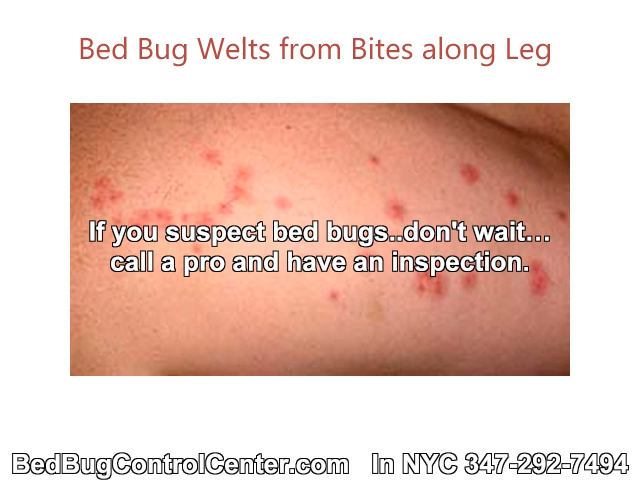 Bed Bug Welts from Bites along Leg
If you suspect bed bugs..don't wait...
call a pro and have an inspection.
BedBugControlCenter.com   In NYC 347-292-7494